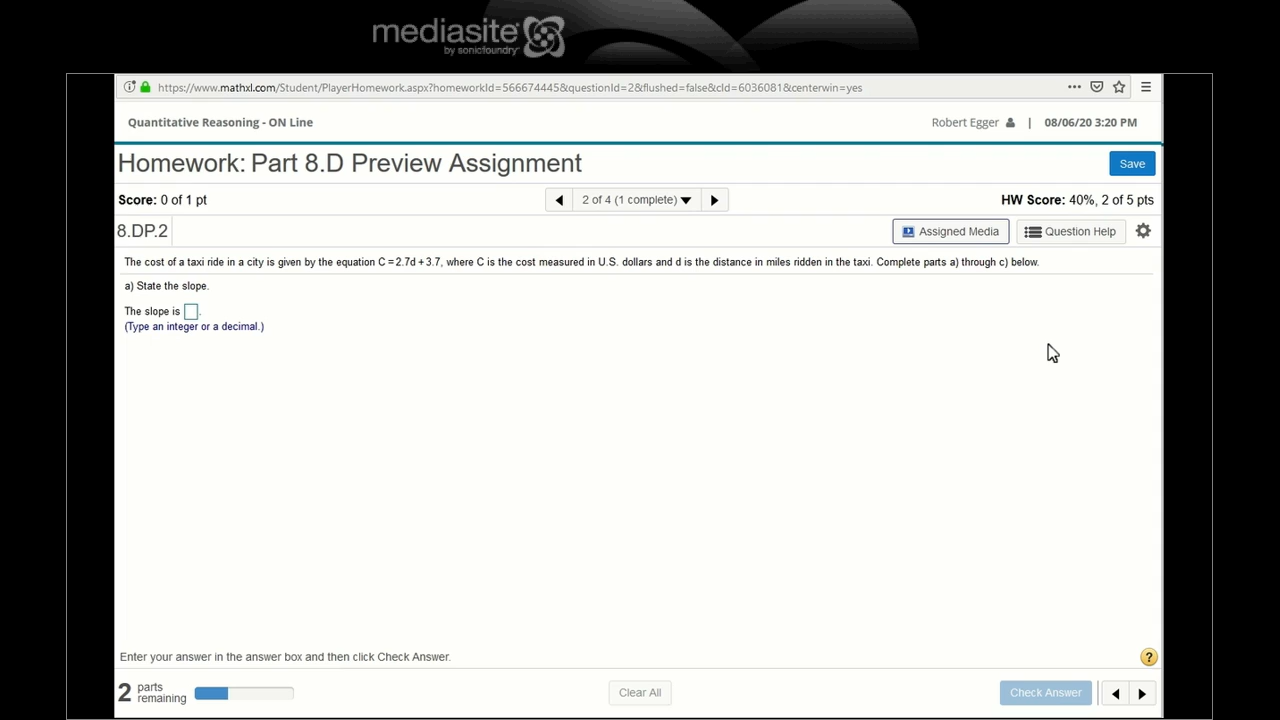 mediasite
by sonicfoundry
https://www.mathxl.com/Student/PlayerHomework.aspx?homeworkId=566674445&questionId=2&flushed=false&cId=6036081&centerwin=yes
Quantitative Reasoning - ON Line
Robert Egger | 08/06/20 3:20 PM
Homework: Part 8.D Preview Assignment
Save
Score: 0 of 1 pt
2 of 4 (1 complete)
HW Score: 40%, 2 of 5 pts
8.DP.2
Assigned Media
Question Help
The cost of a taxi ride in a city is given by the equation C=2.7d+3.7, where C is the cost measured in U.S. dollars and d is the distance in miles ridden in the taxi. Complete parts a) through c) below.
a) State the slope.
The slope is .
(Type an integer or a decimal.)
Enter your answer in the answer box and then click Check Answer.
?
2 parts
remaining
Clear All
Check Answer